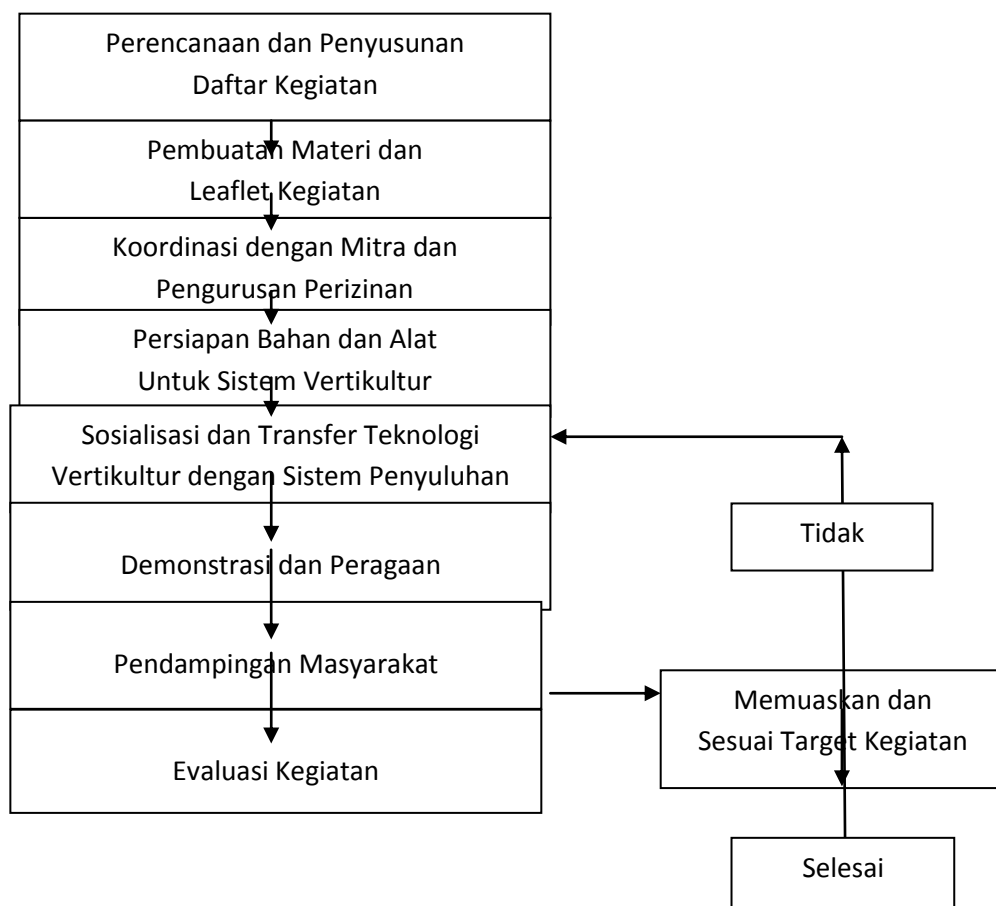 Perencanaan dan Penyusunan
Daftar Kegiatan
Pembuatan Materi dan
Leaflet Kegiatan
Koordinasi dengan Mitra dan
Pengurusan Perizinan
Persiapan Bahan dan Alat
Untuk Sistem Vertikultur
Sosialisasi dan Transfer Teknologi
Vertikultur dengan Sistem Penyuluhan
Demonstrasi dan Peragaan
Pendampingan Masyarakat
Evaluasi Kegiatan
Tidak
Memuaskan dan
Sesuai Target Kegiatan
Selesai